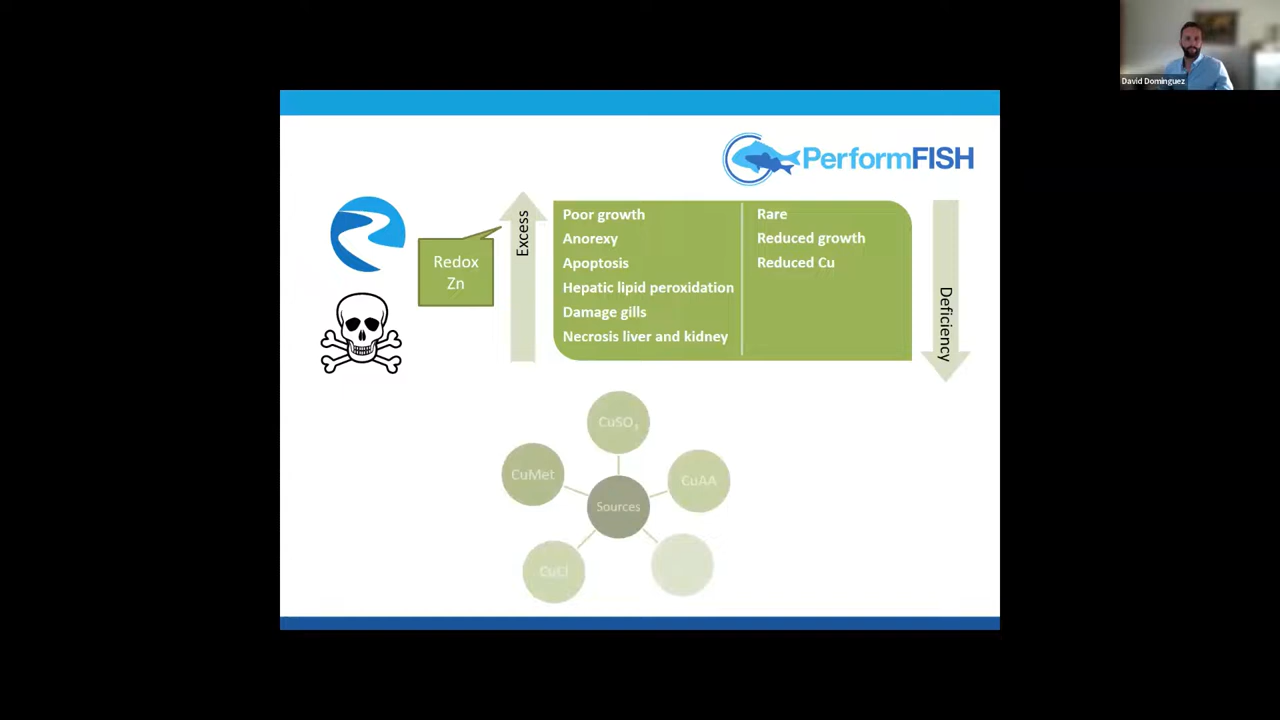 David Dominguez
PerformFISH
Redox
Zn
Excess
Poor growth
Anorexy
Apoptosis
Hepatic lipid peroxidation
Damage gills
Necrosis liver and kidney
Rare
Reduced growth
Reduced Cu
Deficiency
CuSO₃
CuMet
CuAA
Sources
CuCl